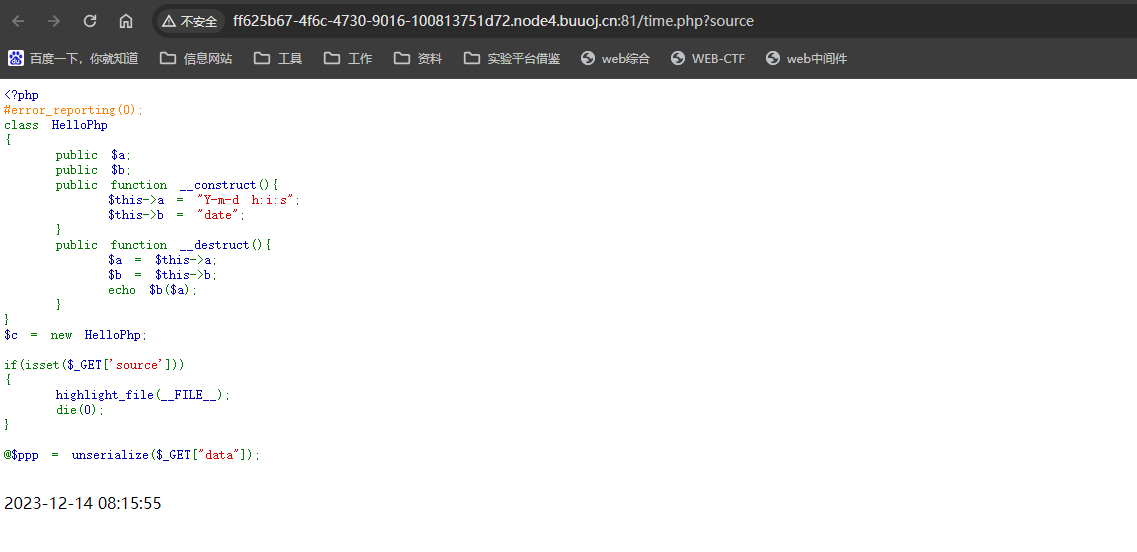 不安全 ff625b67-4f6c-4730-9016-100813751d72.node4.buuoj.cn:81/time.php?source
百度一下，你就知道 信息网站 工具 工作 资料 实验平台借鉴 web综合 WEB-CTF web中间件
<?php
#error_reporting(0);
class HelloPhp
{
public $a;
public $b;
public function __construct(){
$this->a = "Y-m-d h:i:s";
$this->b = "date";
}
public function __destruct(){
$a = $this->a;
$b = $this->b;
echo $b($a);
}
}
$c = new HelloPhp;
if(isset($_GET['source']))
{
highlight_file(__FILE__);
die(0);
}
@$ppp = unserialize($_GET["data"]);
2023-12-14 08:15:55